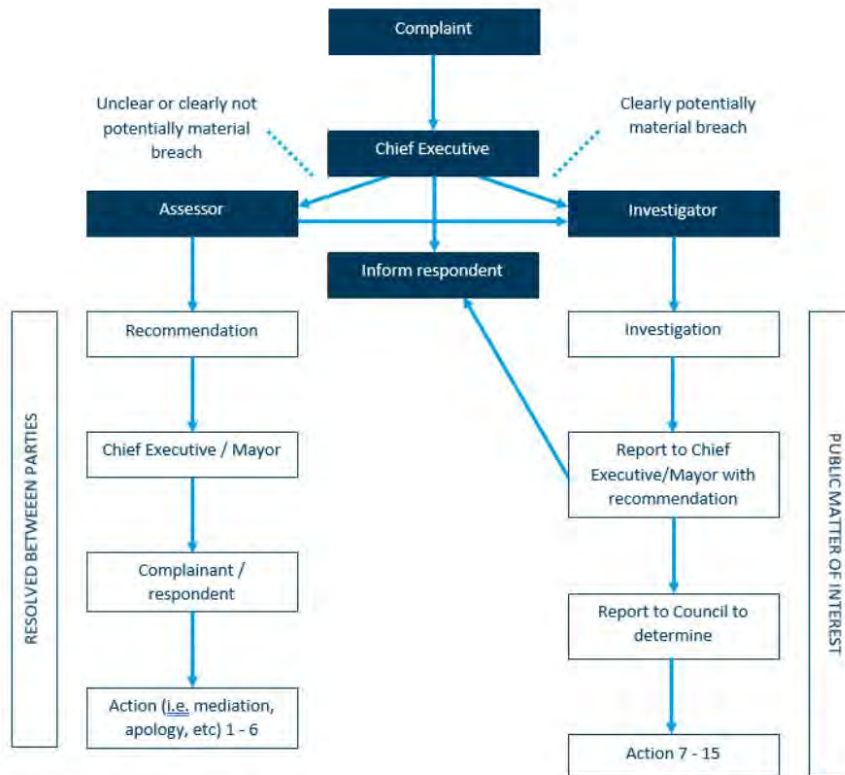 Complaint
Unclear or clearly not
potentially material
breach
Clearly potentially
material breach
Chief Executive
Assessor
Investigator
Inform respondent
RESOLVED BETWEEEN PARTIES
Recommendation
Chief Executive / Mayor
Complainant /
respondent
Action (i.e. mediation,
apology, etc) 1 - 6
Investigation
Report to Chief
Executive/Mayor with
recommendation
Report to Council to
determine
Action 7 - 15
PUBLIC MATTER OF INTEREST